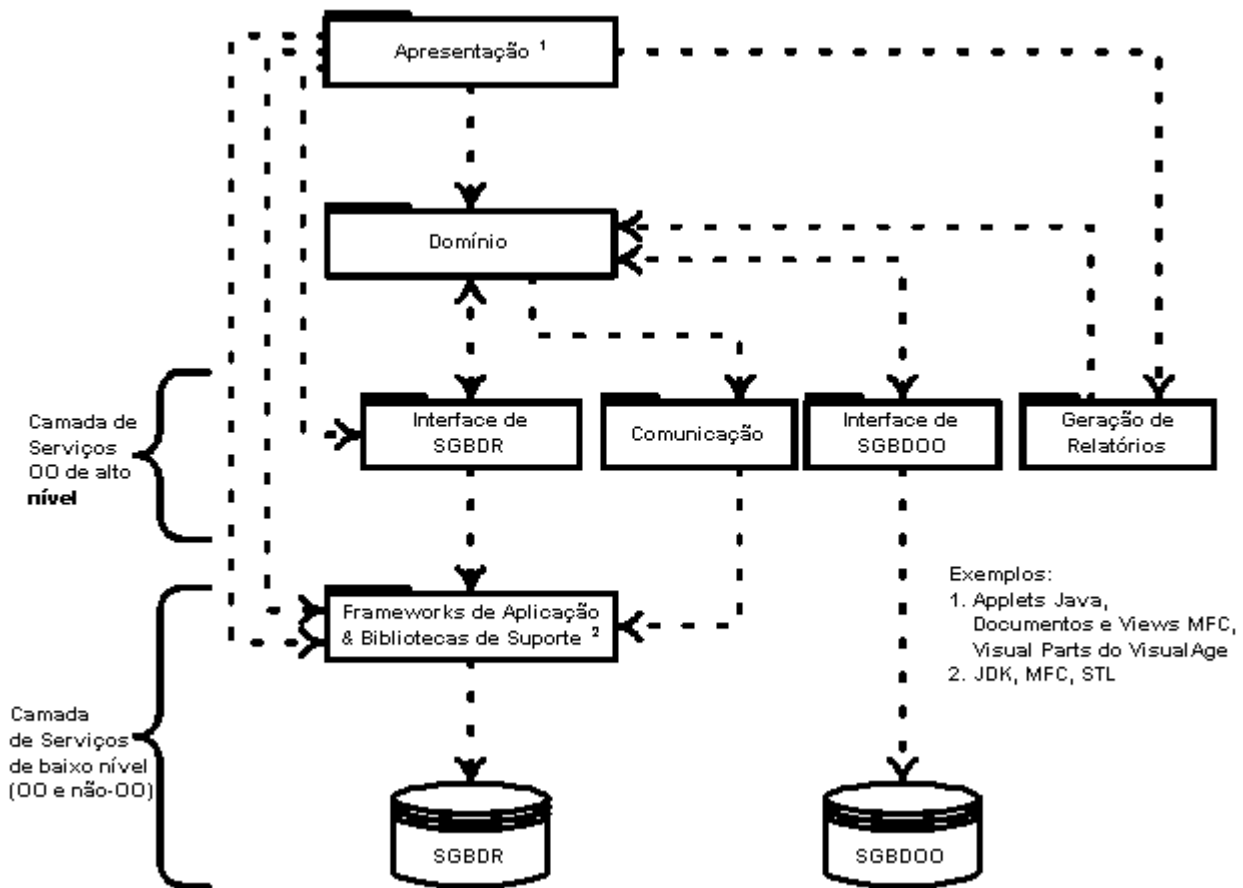 Apresentação ¹
Domínio
Camada de
Serviços
OO de alto
nível
Interface de
SGBDR
Comunicação
Interface de
SGBDOO
Geração de
Relatórios
Frameworks de Aplicação
& Bibliotecas de Suporte ²
Exemplos:
1. Applets Java,
Documentos e Views MFC,
Visual Parts do VisualAge
2. JDK, MFC, STL
Camada
de Serviços
de baixo nível
(OO e não-OO)
SGBDR
SGBDOO